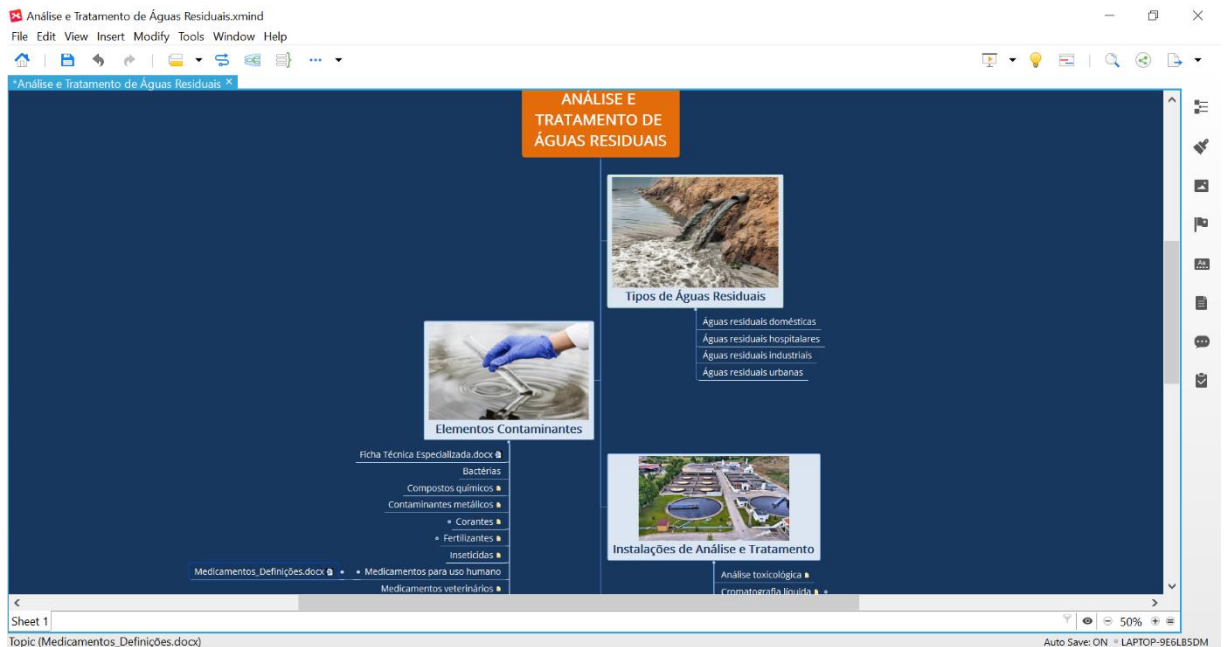 Análise e Tratamento de Águas Residuais.xmind
File Edit View Insert Modify Tools Window Help
*Análise e Tratamento de Águas Residuais
ANÁLISE E
TRATAMENTO DE
ÁGUAS RESIDUAIS
Tipos de Águas Residuais
Águas residuais domésticas
Águas residuais hospitalares
Águas residuais industriais
Águas residuais urbanas
Elementos Contaminantes
Ficha Técnica Especializada.docx
Bactérias
Compostos químicos
Contaminantes metálicos
Corantes
Fertilizantes
Inseticidas
Medicamentos_Definições.docx
Medicamentos para uso humano
Medicamentos veterinários
Instalações de Análise e Tratamento
Análise toxicológica
Cromatografia líquida
Sheet 1
50%
Topic (Medicamentos_Definições.docx)
Auto Save: ON
LAPTOP-9E6LB5DM